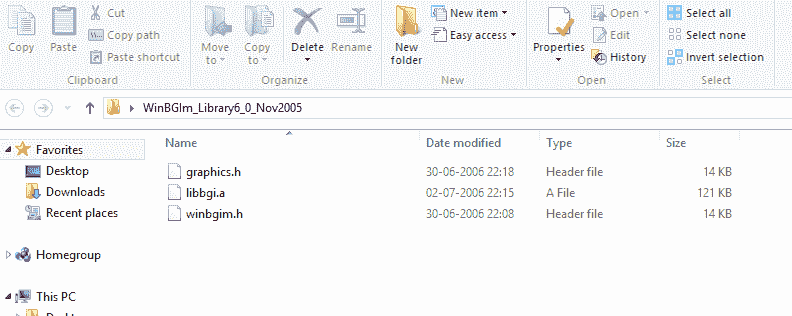 Copy
Paste
Cut
Copy path
Paste shortcut
Clipboard
Move to
Copy to
Delete
Rename
Organize
New folder
New item
Easy access
New
Properties
Open
Edit
History
Open
Select all
Select none
Invert selection
Select
WinBGIm_Library6_0_Nov2005
Name Date modified Type Size
Favorites
Desktop
Downloads
Recent places
Homegroup
This PC
graphics.h 30-06-2006 22:18 Header file 14 KB
libbgi.a 02-07-2006 22:15 A File 121 KB
winbgim.h 30-06-2006 22:08 Header file 14 KB